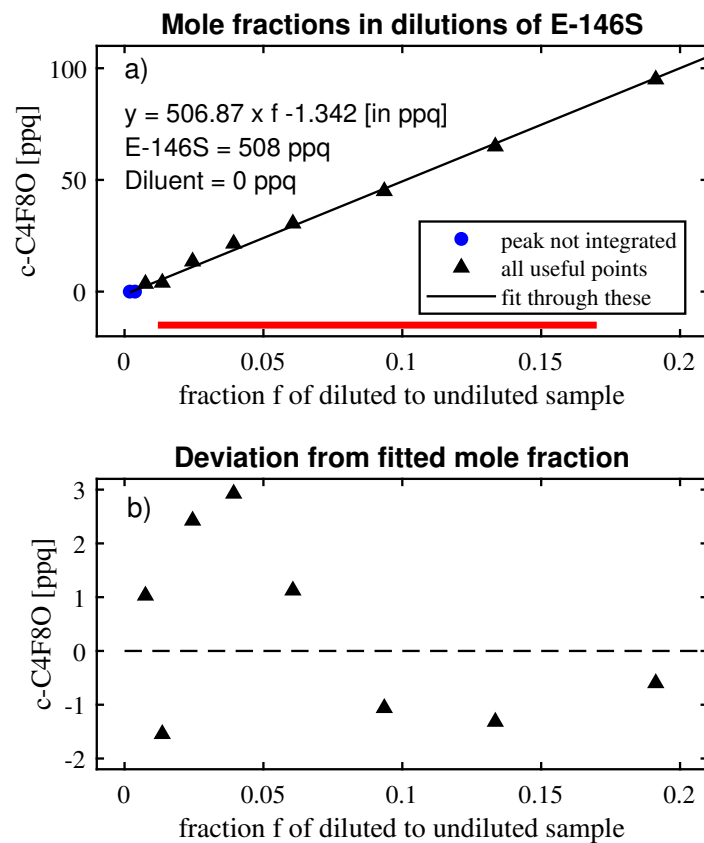 Mole fractions in dilutions of E-146S
a)
y = 506.87 x f -1.342 [in ppq]
E-146S = 508 ppq
Diluent = 0 ppq
c-C4F8O [ppq]
100
50
0
peak not integrated
all useful points
fit through these
0
0.05
0.1
0.15
0.2
fraction f of diluted to undiluted sample
Deviation from fitted mole fraction
b)
c-C4F8O [ppq]
3
2
1
0
-1
-2
0
0.05
0.1
0.15
0.2
fraction f of diluted to undiluted sample